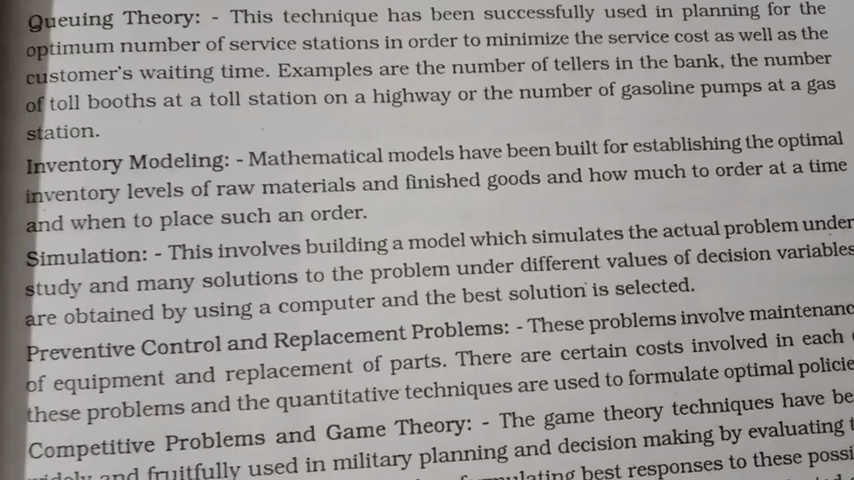 Queuing Theory: - This technique has been successfully used in planning for the
optimum number of service stations in order to minimize the service cost as well as the
customer's waiting time. Examples are the number of tellers in the bank, the number
of toll booths at a toll station on a highway or the number of gasoline pumps at a gas
station.
Inventory Modeling: - Mathematical models have been built for establishing the optimal
inventory levels of raw materials and finished goods and how much to order at a time
and when to place such an order.
Simulation: - This involves building a model which simulates the actual problem under
study and many solutions to the problem under different values of decision variables
are obtained by using a computer and the best solution is selected.
Preventive Control and Replacement Problems: - These problems involve maintenanc
of equipment and replacement of parts. There are certain costs involved in each
these problems and the quantitative techniques are used to formulate optimal policie
Competitive Problems and Game Theory: - The game theory techniques have be
and fruitfully used in military planning and decision making by evaluating
best responses to these possi